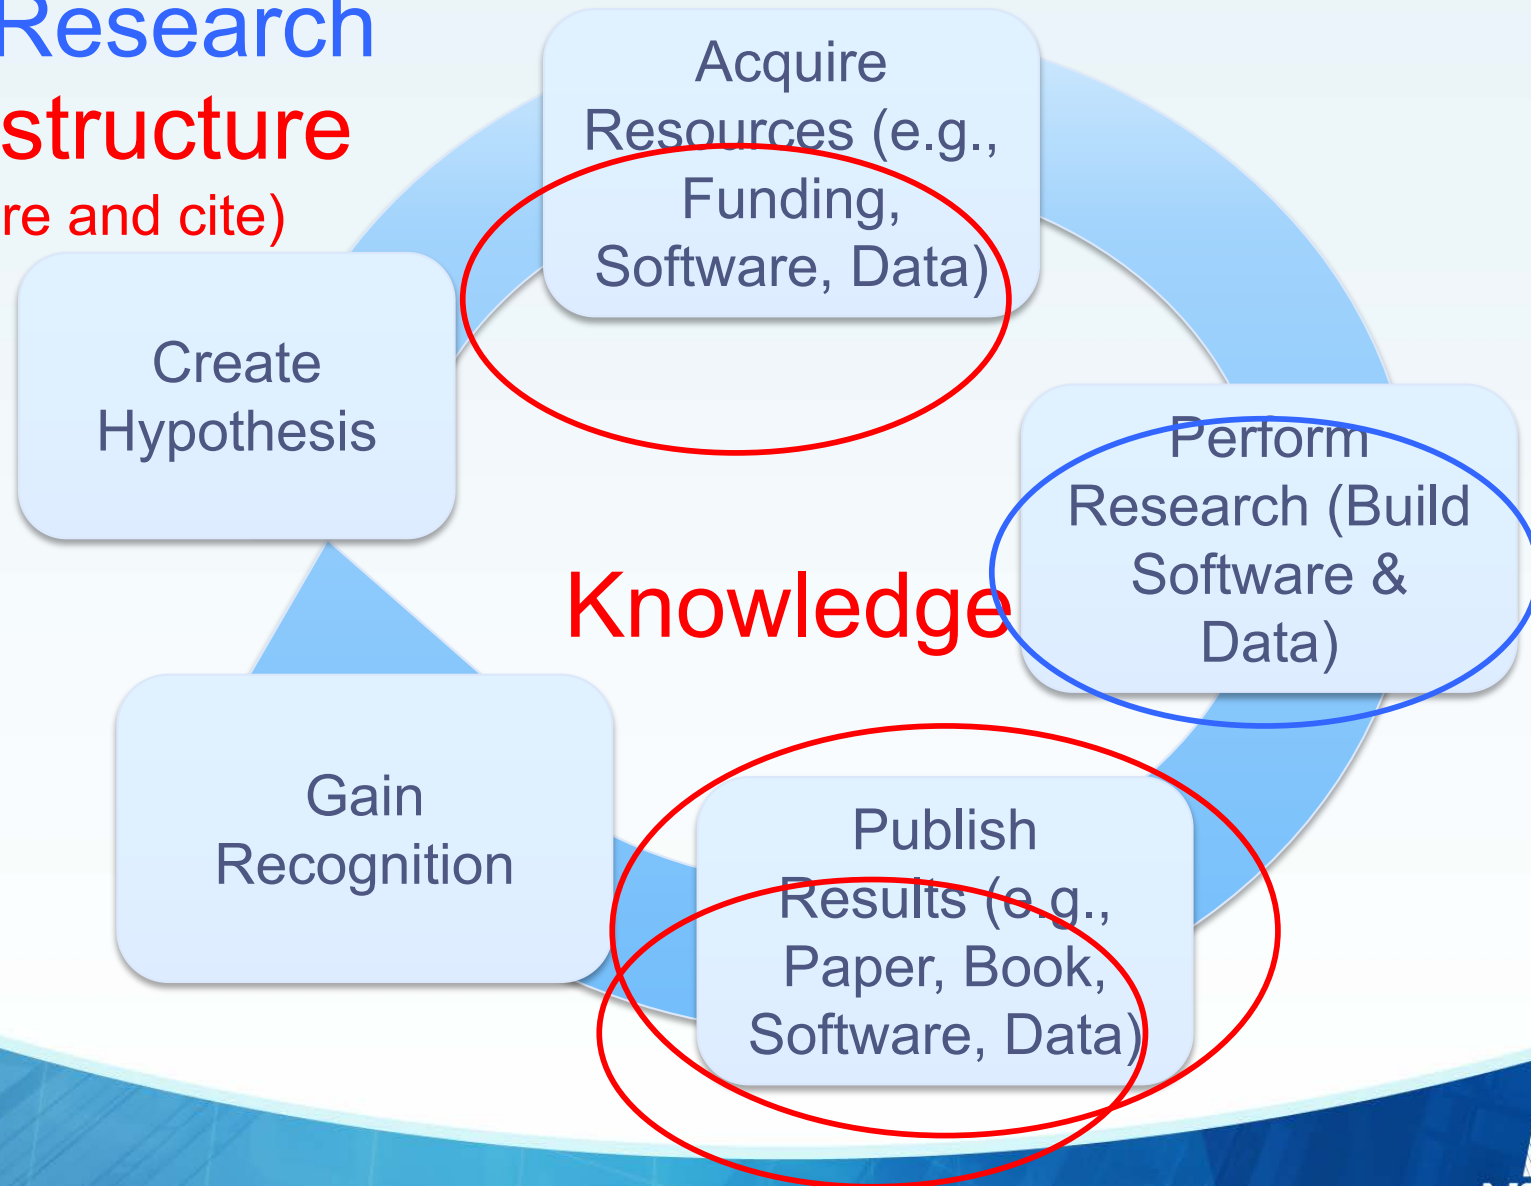 Research
structure
re and cite)
Acquire
Resources (e.g.,
Funding,
Software, Data)
Create
Hypothesis
Perform
Research (Build
Software &
Data)
Knowledge
Gain
Recognition
Publish
Results (e.g.,
Paper, Book,
Software, Data)